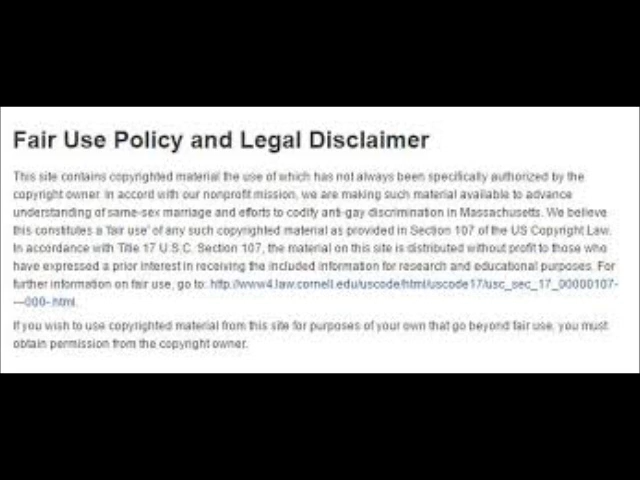 Fair Use Policy and Legal Disclaimer
This site contains copyrighted material the use of which has not always been specifically authorized by the
copyright owner. In accord with our nonprofit mission, we are making such material available to advance
understanding of same-sex marriage and efforts to codify anti-gay discrimination in Massachusetts. We believe
this constitutes a 'fair use' of any such copyrighted material as provided in Section 107 of the US Copyright Law.
In accordance with Title 17 U.S.C. Section 107, the material on this site is distributed without profit to those who
have expressed a prior interest in receiving the included information for research and educational purposes. For
further information on fair use, go to: http://www4.law.cornell.edu/uscode/html/uscode17/usc_sec_17_00000107-
---000-.html.
If you wish to use copyrighted material from this site for purposes of your own that go beyond fair use, you must
obtain permission from the copyright owner.